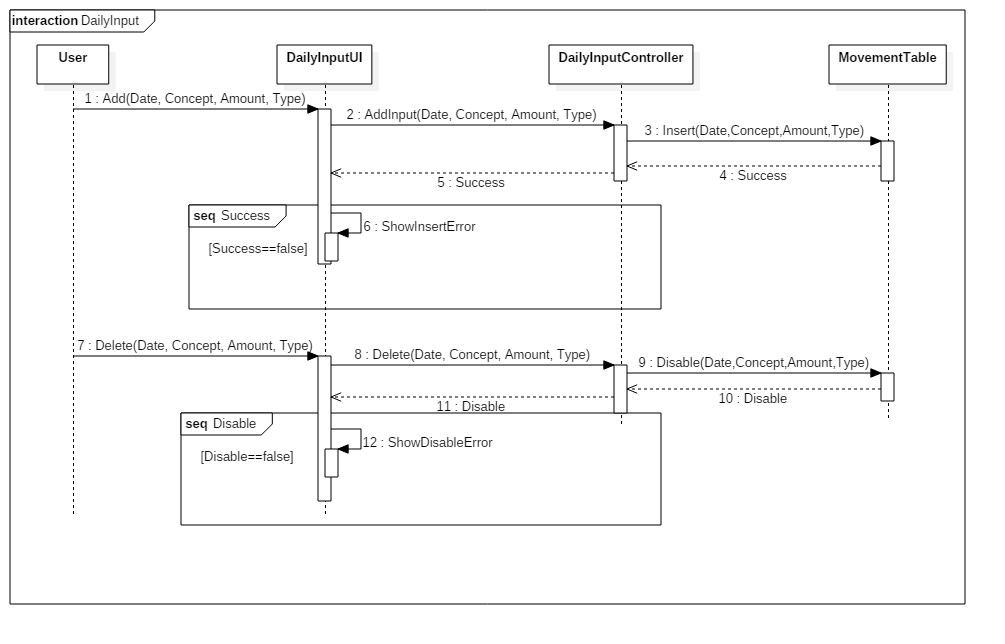 interaction DailyInput
User
DailyInputUI
DailyInputController
MovementTable
1 : Add(Date, Concept, Amount, Type)
2 : AddInput(Date, Concept, Amount, Type)
3 : Insert(Date,Concept,Amount,Type)
4 : Success
5 : Success
seq Success
6 : ShowInsertError
[Success==false]
7 : Delete(Date, Concept, Amount, Type)
8 : Delete(Date, Concept, Amount, Type)
9 : Disable(Date,Concept,Amount,Type)
10 : Disable
11 : Disable
seq Disable
12 : ShowDisableError
[Disable==false]